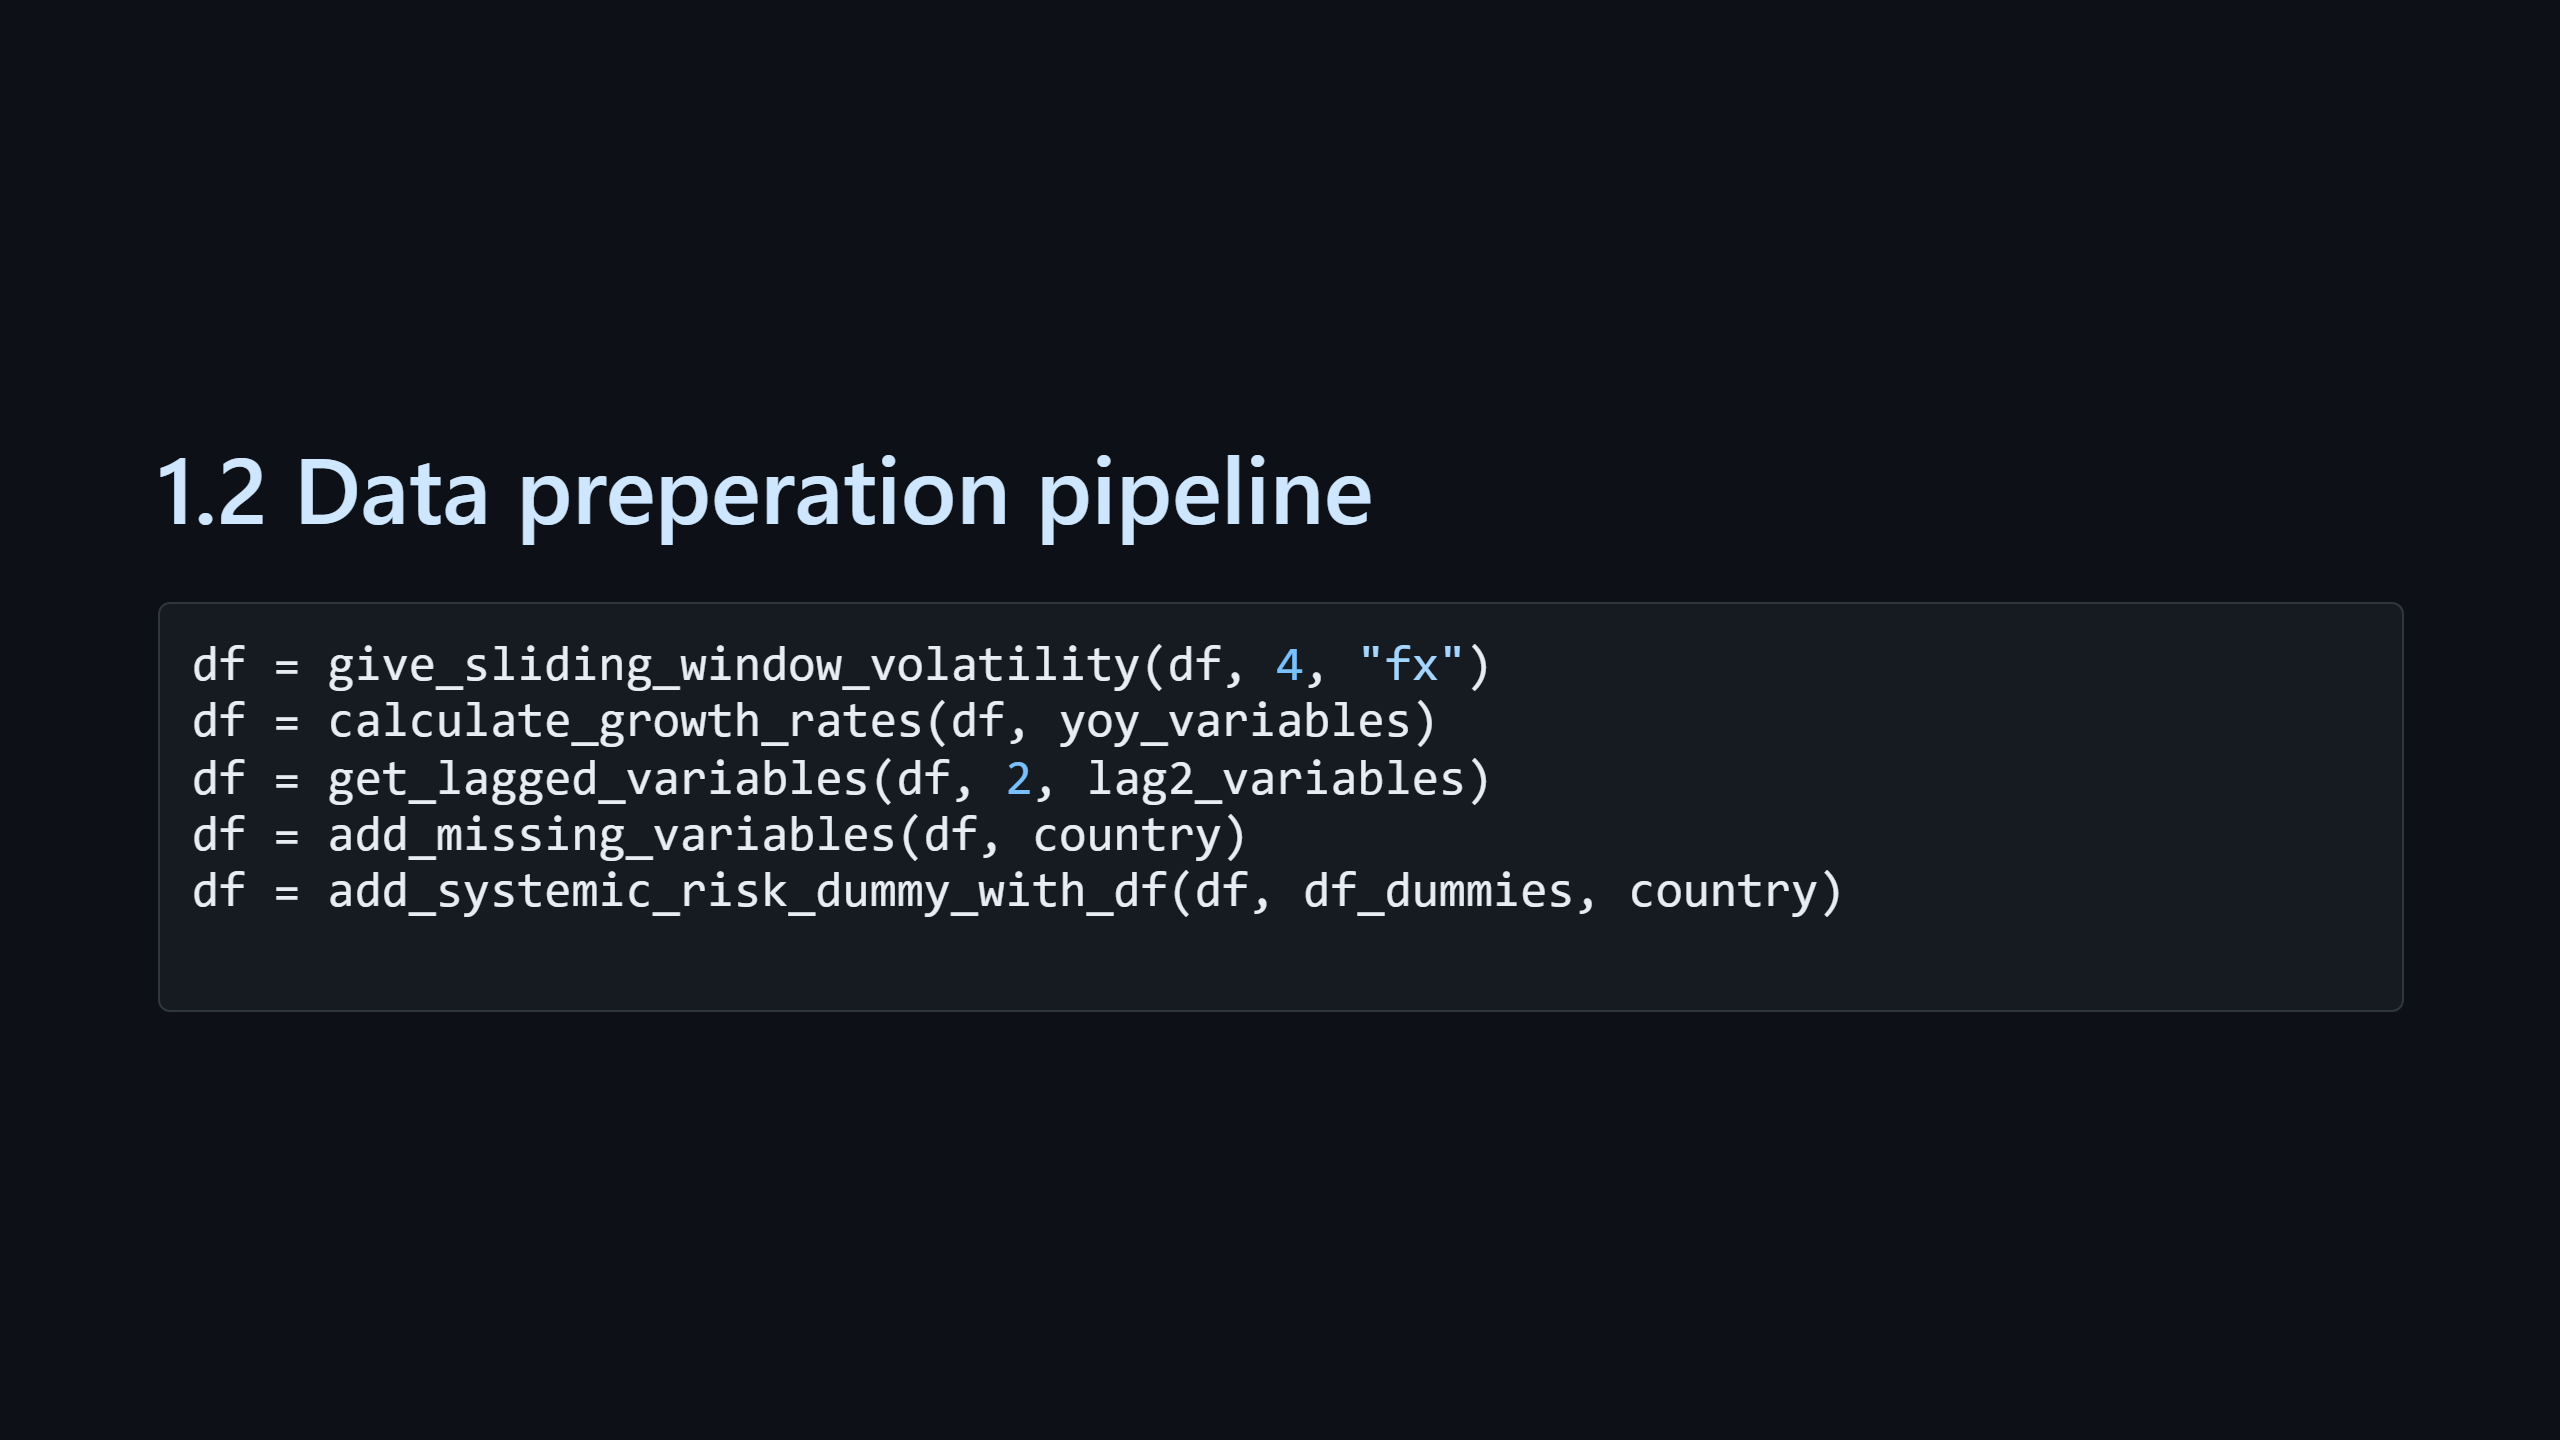 1.2 Data preperation pipeline
df = give_sliding_window_volatility(df, 4, "fx")
df = calculate_growth_rates(df, yoy_variables)
df = get_lagged_variables(df, 2, lag2_variables)
df = add_missing_variables(df, country)
df = add_systemic_risk_dummy_with_df(df, df_dummies, country)